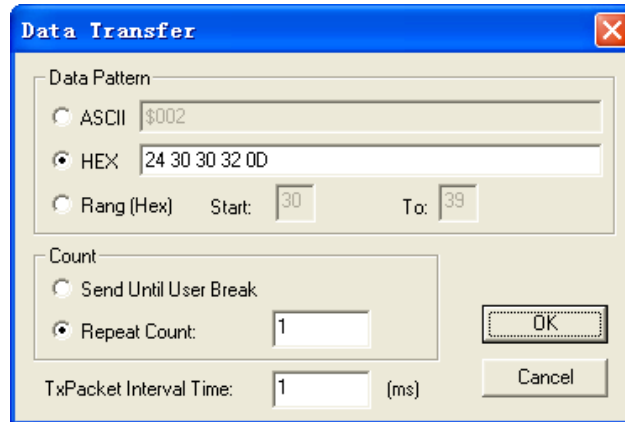 Data Transfer
Data Pattern
ASCII $002
HEX 24 30 30 32 0D
Rang (Hex) Start: 30 To: 39
Count
Send Until User Break
Repeat Count: 1
OK
TxPacket Interval Time: 1 (ms)
Cancel